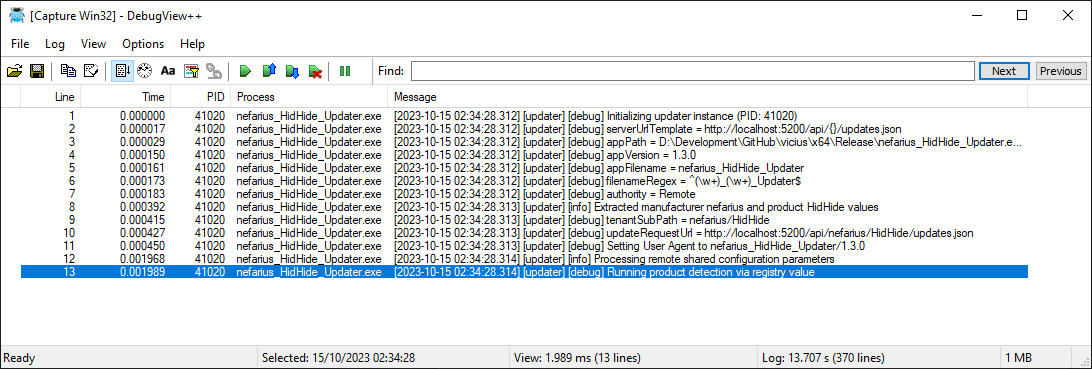 [Capture Win32] - DebugView++
File Log View Options Help
Aa Find: Next Previous
Line Time PID Process Message
1 0.000000 41020 nefarius_HidHide_Updater.exe [2023-10-15 02:34:28.312] [updater] [debug] Initializing updater instance (PID: 41020)
2 0.000017 41020 nefarius_HidHide_Updater.exe [2023-10-15 02:34:28.312] [updater] [debug] serverUrlTemplate = http://localhost:5200/api/{}/updates.json
3 0.000029 41020 nefarius_HidHide_Updater.exe [2023-10-15 02:34:28.312] [updater] [debug] appPath = D:\Development\GitHub\vicius\x64\Release\nefarius_HidHide_Updater.e...
4 0.000150 41020 nefarius_HidHide_Updater.exe [2023-10-15 02:34:28.312] [updater] [debug] appVersion = 1.3.0
5 0.000161 41020 nefarius_HidHide_Updater.exe [2023-10-15 02:34:28.312] [updater] [debug] appFilename = nefarius_HidHide_Updater
6 0.000173 41020 nefarius_HidHide_Updater.exe [2023-10-15 02:34:28.312] [updater] [debug] filenameRegex = ^(\w+)_(\w+)_Updater$
7 0.000183 41020 nefarius_HidHide_Updater.exe [2023-10-15 02:34:28.312] [updater] [debug] authority = Remote
8 0.000392 41020 nefarius_HidHide_Updater.exe [2023-10-15 02:34:28.313] [updater] [info] Extracted manufacturer nefarius and product HidHide values
9 0.000415 41020 nefarius_HidHide_Updater.exe [2023-10-15 02:34:28.313] [updater] [debug] tenantSubPath = nefarius/HidHide
10 0.000427 41020 nefarius_HidHide_Updater.exe [2023-10-15 02:34:28.313] [updater] [debug] updateRequestUrl = http://localhost:5200/api/nefarius/HidHide/updates.json
11 0.000450 41020 nefarius_HidHide_Updater.exe [2023-10-15 02:34:28.313] [updater] [debug] Setting User Agent to nefarius_HidHide_Updater/1.3.0
12 0.001968 41020 nefarius_HidHide_Updater.exe [2023-10-15 02:34:28.314] [updater] [info] Processing remote shared configuration parameters
13 0.001989 41020 nefarius_HidHide_Updater.exe [2023-10-15 02:34:28.314] [updater] [debug] Running product detection via registry value
Ready Selected: 15/10/2023 02:34:28 View: 1.989 ms (13 lines) Log: 13.707 s (370 lines) 1 MB